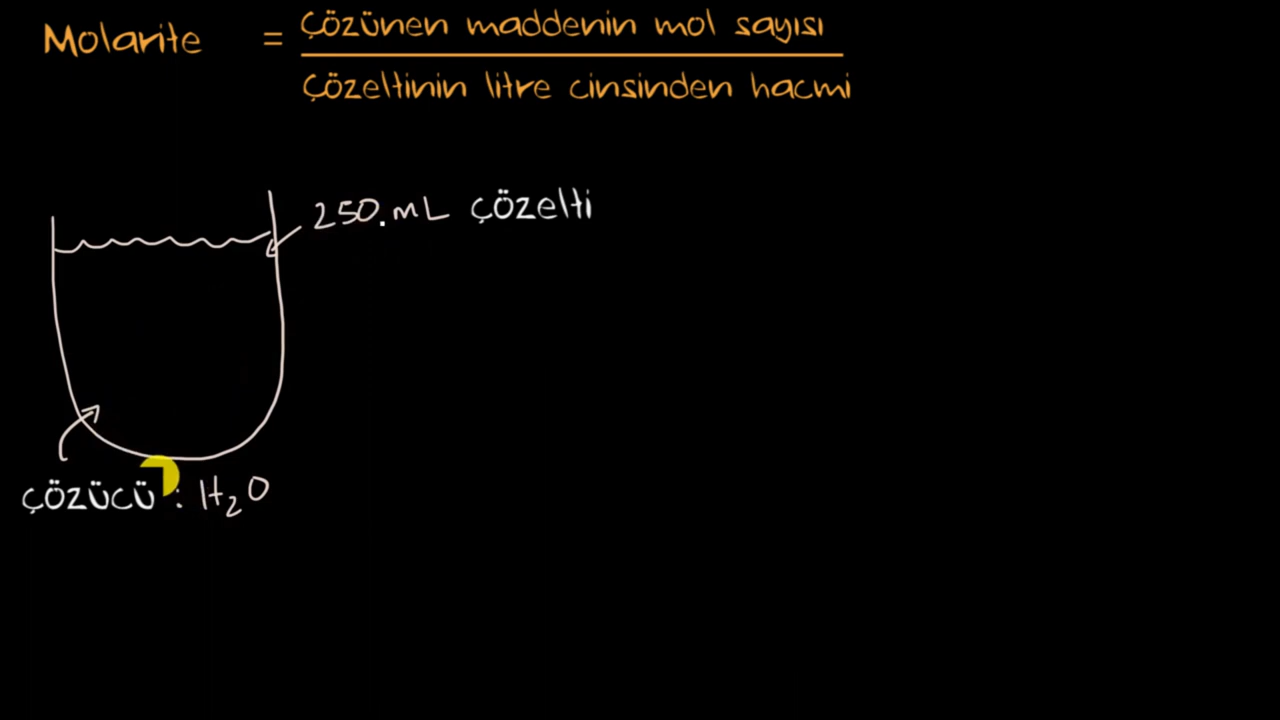 Molarite = çözünen maddenin mol sayısı
çözeltinin litre cinsinden hacmi
250.mL çözelti
çözücü : H₂O